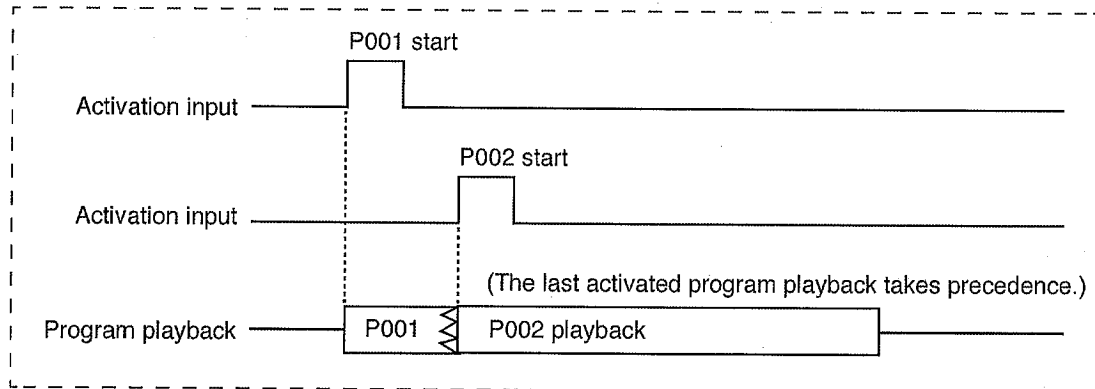 P001 start
Activation input
P002 start
Activation input
(The last activated program playback takes precedence.)
Program playback P001 P002 playback